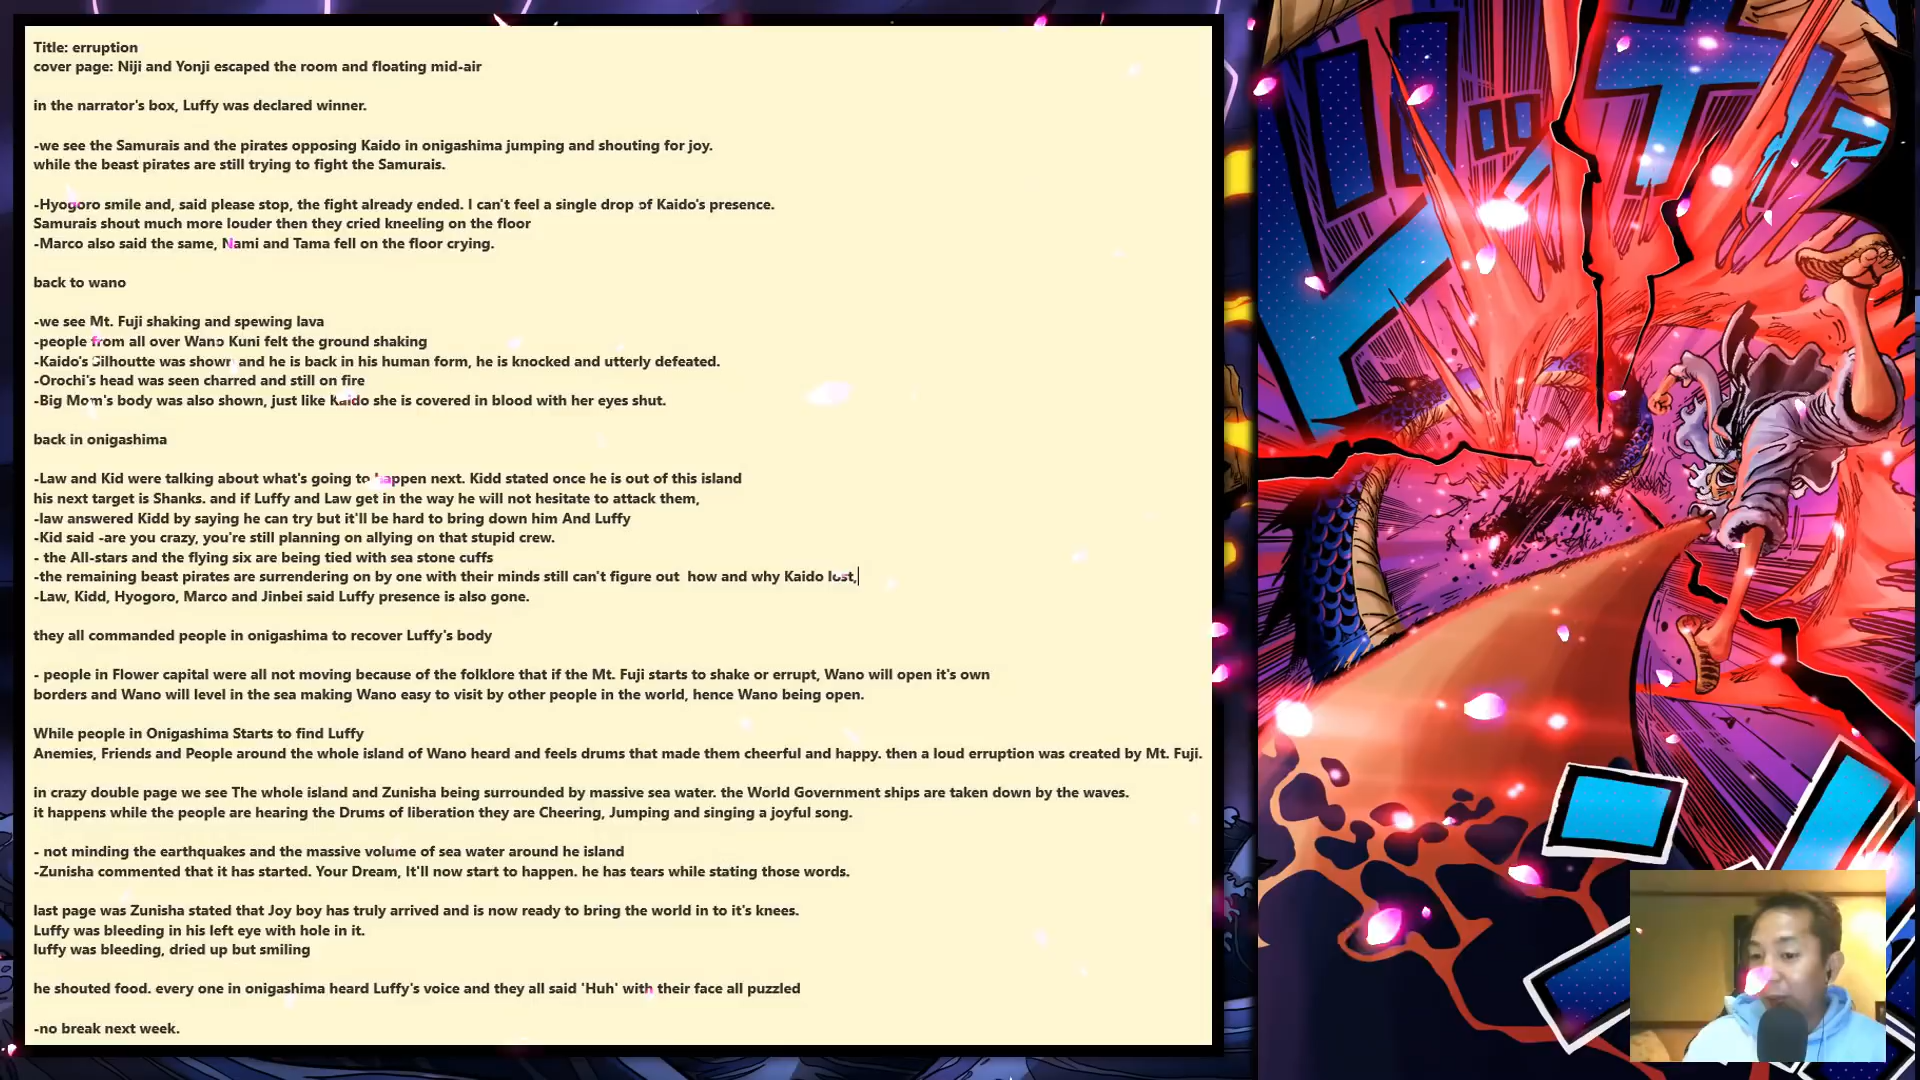 Title: erruption
cover page: Niji and Yonji escaped the room and floating mid-air
in the narrator's box, Luffy was declared winner.
-we see the Samurais and the pirates opposing Kaido in onigashima jumping and shouting for joy.
while the beast pirates are still trying to fight the Samurais.
-Hyogoro smile and, said please stop, the fight already ended. I can't feel a single drop of Kaido's presence.
Samurais shout much more louder then they cried kneeling on the floor
-Marco also said the same, Nami and Tama fell on the floor crying.
back to wano
-we see Mt. Fuji shaking and spewing lava
-people from all over Wano Kuni felt the ground shaking
-Kaido's Silhoutte was shown and he is back in his human form, he is knocked and utterly defeated.
-Orochi's head was seen charred and still on fire
-Big Mom's body was also shown, just like Kaido she is covered in blood with her eyes shut.
back in onigashima
-Law and Kid were talking about what's going to happen next. Kidd stated once he is out of this island
his next target is Shanks. and if Luffy and Law get in the way he will not hesitate to attack them,
-law answered Kidd by saying he can try but it'll be hard to bring down him And Luffy
-Kid said -are you crazy, you're still planning on allying on that stupid crew.
- the All-stars and the flying six are being tied with sea stone cuffs
-the remaining beast pirates are surrendering on by one with their minds still can't figure out  how and why Kaido lost,
-Law, Kidd, Hyogoro, Marco and Jinbei said Luffy presence is also gone.
they all commanded people in onigashima to recover Luffy's body
- people in Flower capital were all not moving because of the folklore that if the Mt. Fuji starts to shake or errupt, Wano will open it's own
borders and Wano will level in the sea making Wano easy to visit by other people in the world, hence Wano being open.
While people in Onigashima Starts to find Luffy
Anemies, Friends and People around the whole island of Wano heard and feels drums that made them cheerful and happy. then a loud erruption was created by Mt. Fuji.
in crazy double page we see The whole island and Zunisha being surrounded by massive sea water. the World Government ships are taken down by the waves.
it happens while the people are hearing the Drums of liberation they are Cheering, Jumping and singing a joyful song.
- not minding the earthquakes and the massive volume of sea water around he island
-Zunisha commented that it has started. Your Dream, It'll now start to happen. he has tears while stating those words.
last page was Zunisha stated that Joy boy has truly arrived and is now ready to bring the world in to it's knees.
Luffy was bleeding in his left eye with hole in it.
luffy was bleeding, dried up but smiling
he shouted food. every one in onigashima heard Luffy's voice and they all said 'Huh' with their face all puzzled
-no break next week.